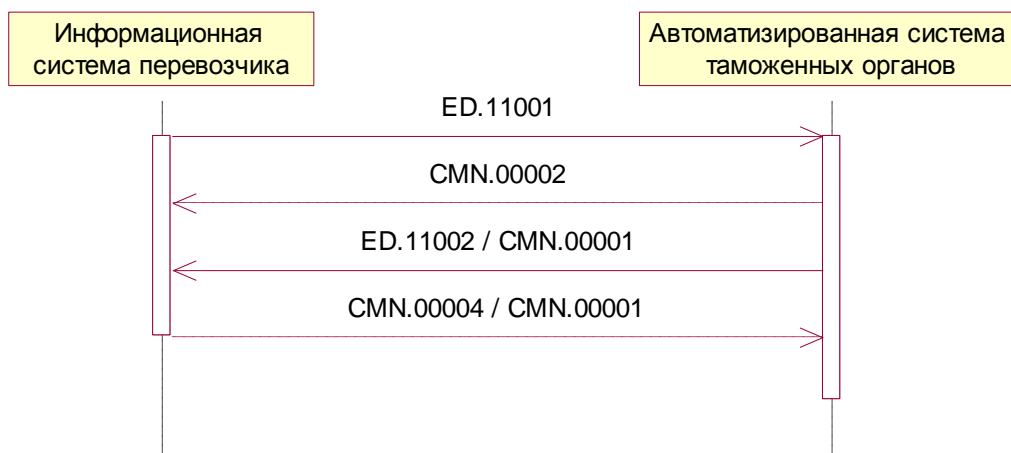 Информационная
система перевозчика
Автоматизированная система
таможенных органов
ED.11001
CMN.00002
ED.11002 / CMN.00001
CMN.00004 / CMN.00001